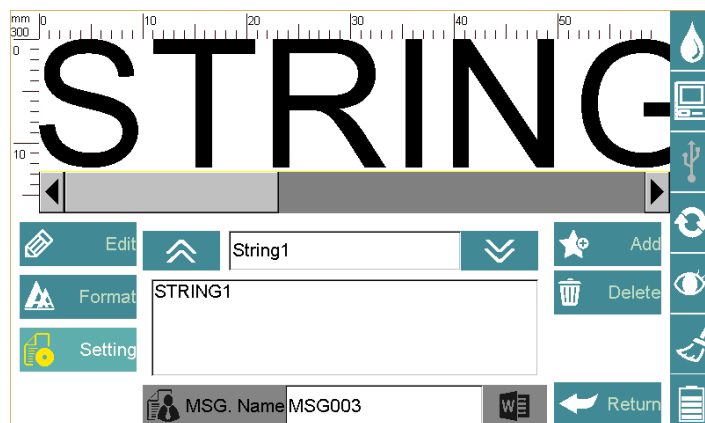 mm 0 10 20 30 40 50
300
0
STRING
10
Edit
String1
Add
Format
STRING1
Delete
Setting
MSG. Name MSG003
W
Return